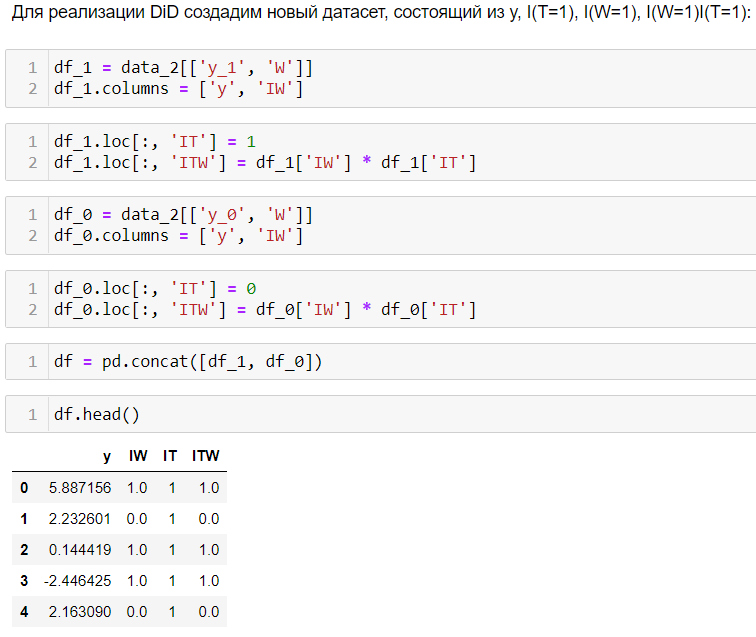 Для реализации DiD создадим новый датасет, состоящий из y, I(T=1), I(W=1), I(W=1)I(T=1):
1 df_1 = data_2[['y_1', 'W']]
2 df_1.columns = ['y', 'IW']
1 df_1.loc[:, 'IT'] = 1
2 df_1.loc[:, 'ITW'] = df_1['IW'] * df_1['IT']
1 df_0 = data_2[['y_0', 'W']]
2 df_0.columns = ['y', 'IW']
1 df_0.loc[:, 'IT'] = 0
2 df_0.loc[:, 'ITW'] = df_0['IW'] * df_0['IT']
1 df = pd.concat([df_1, df_0])
1 df.head()
y IW IT ITW
0 5.887156 1.0 1 1.0
1 2.232601 0.0 1 0.0
2 0.144419 1.0 1 1.0
3 -2.446425 1.0 1 1.0
4 2.163090 0.0 1 0.0